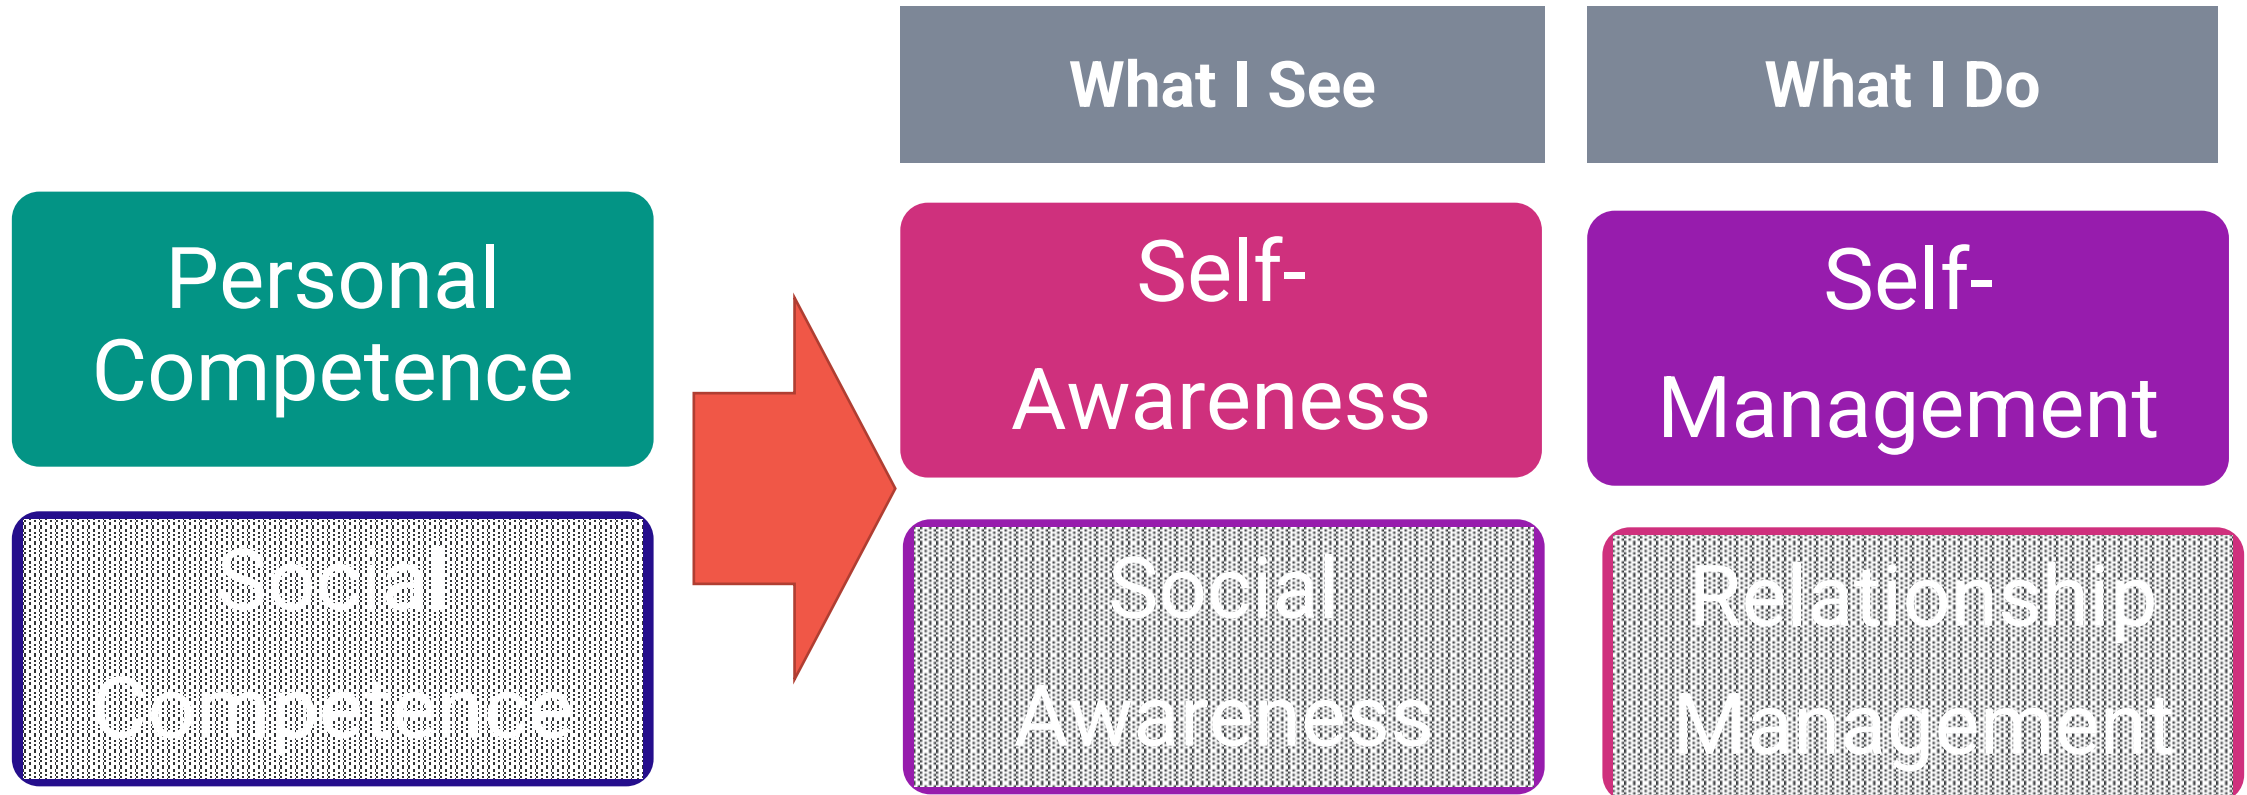 What I See
What I Do
Personal
Competence
Self-
Awareness
Self-
Management
Social
Competence
Social
Awareness
Relationship
Management